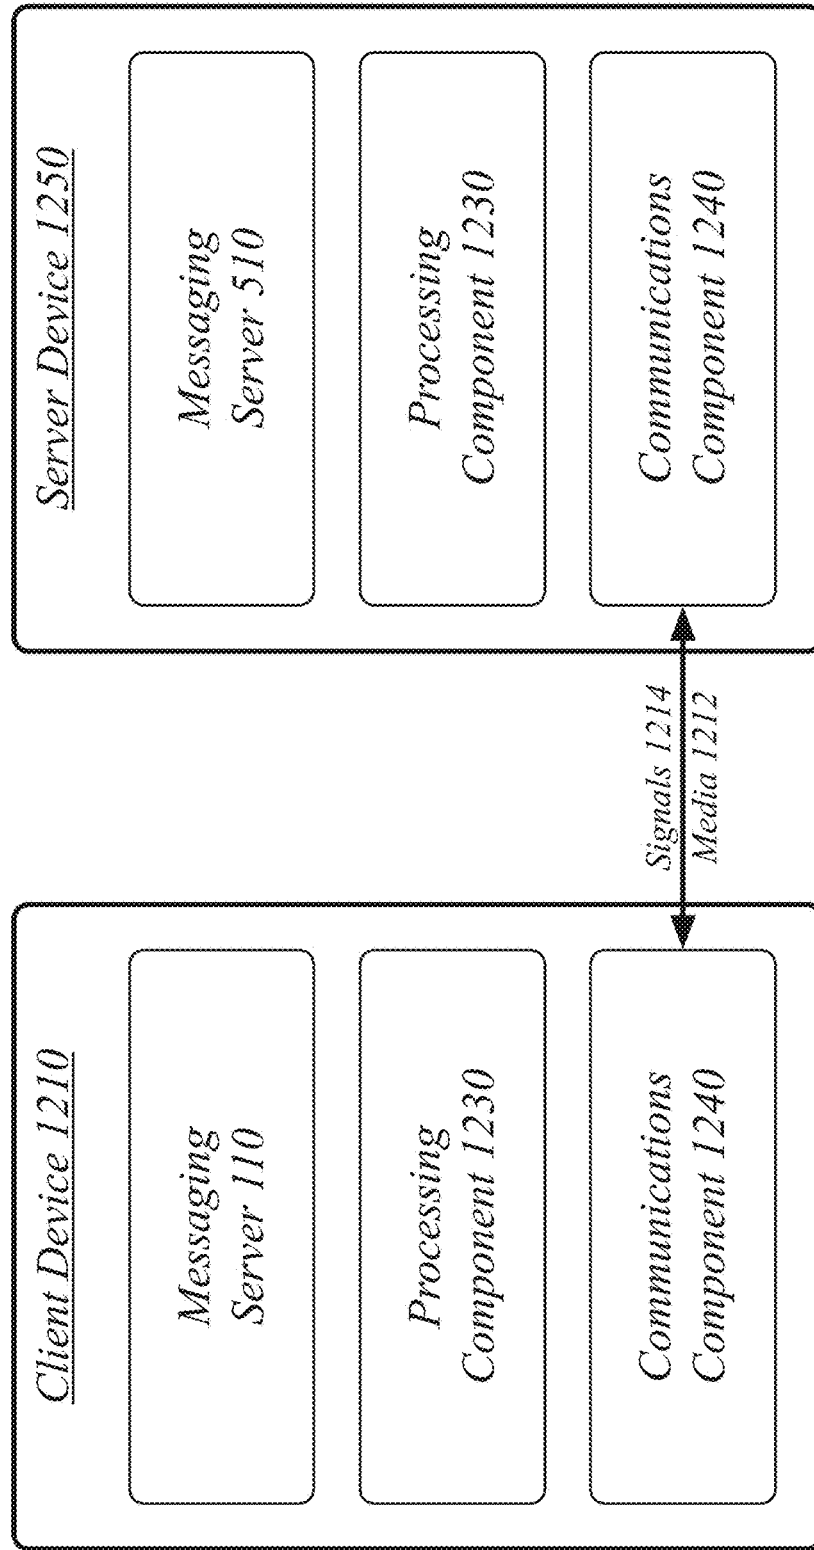 Client Device 1210
Messaging
Server 110
Processing
Component 1230
Communications
Component 1240
Signals 1214
Media 1212
Server Device 1250
Messaging
Server 510
Processing
Component 1230
Communications
Component 1240